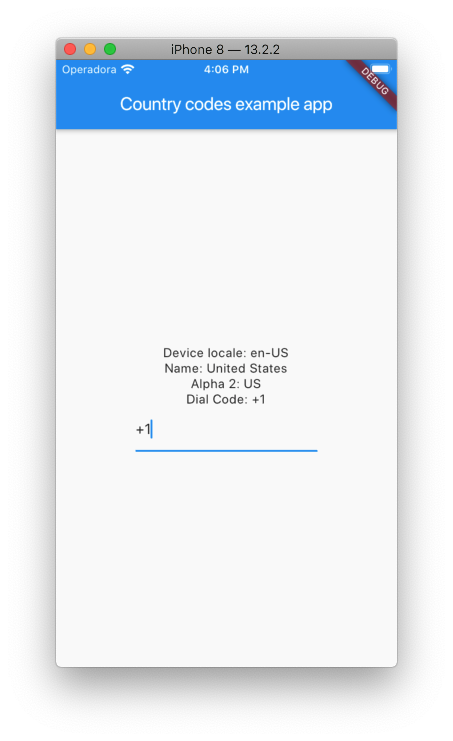 iPhone 8 — 13.2.2
Operadora
4:06 PM
DEBUG
Country codes example app
Device locale: en-US
Name: United States
Alpha 2: US
Dial Code: +1
+1